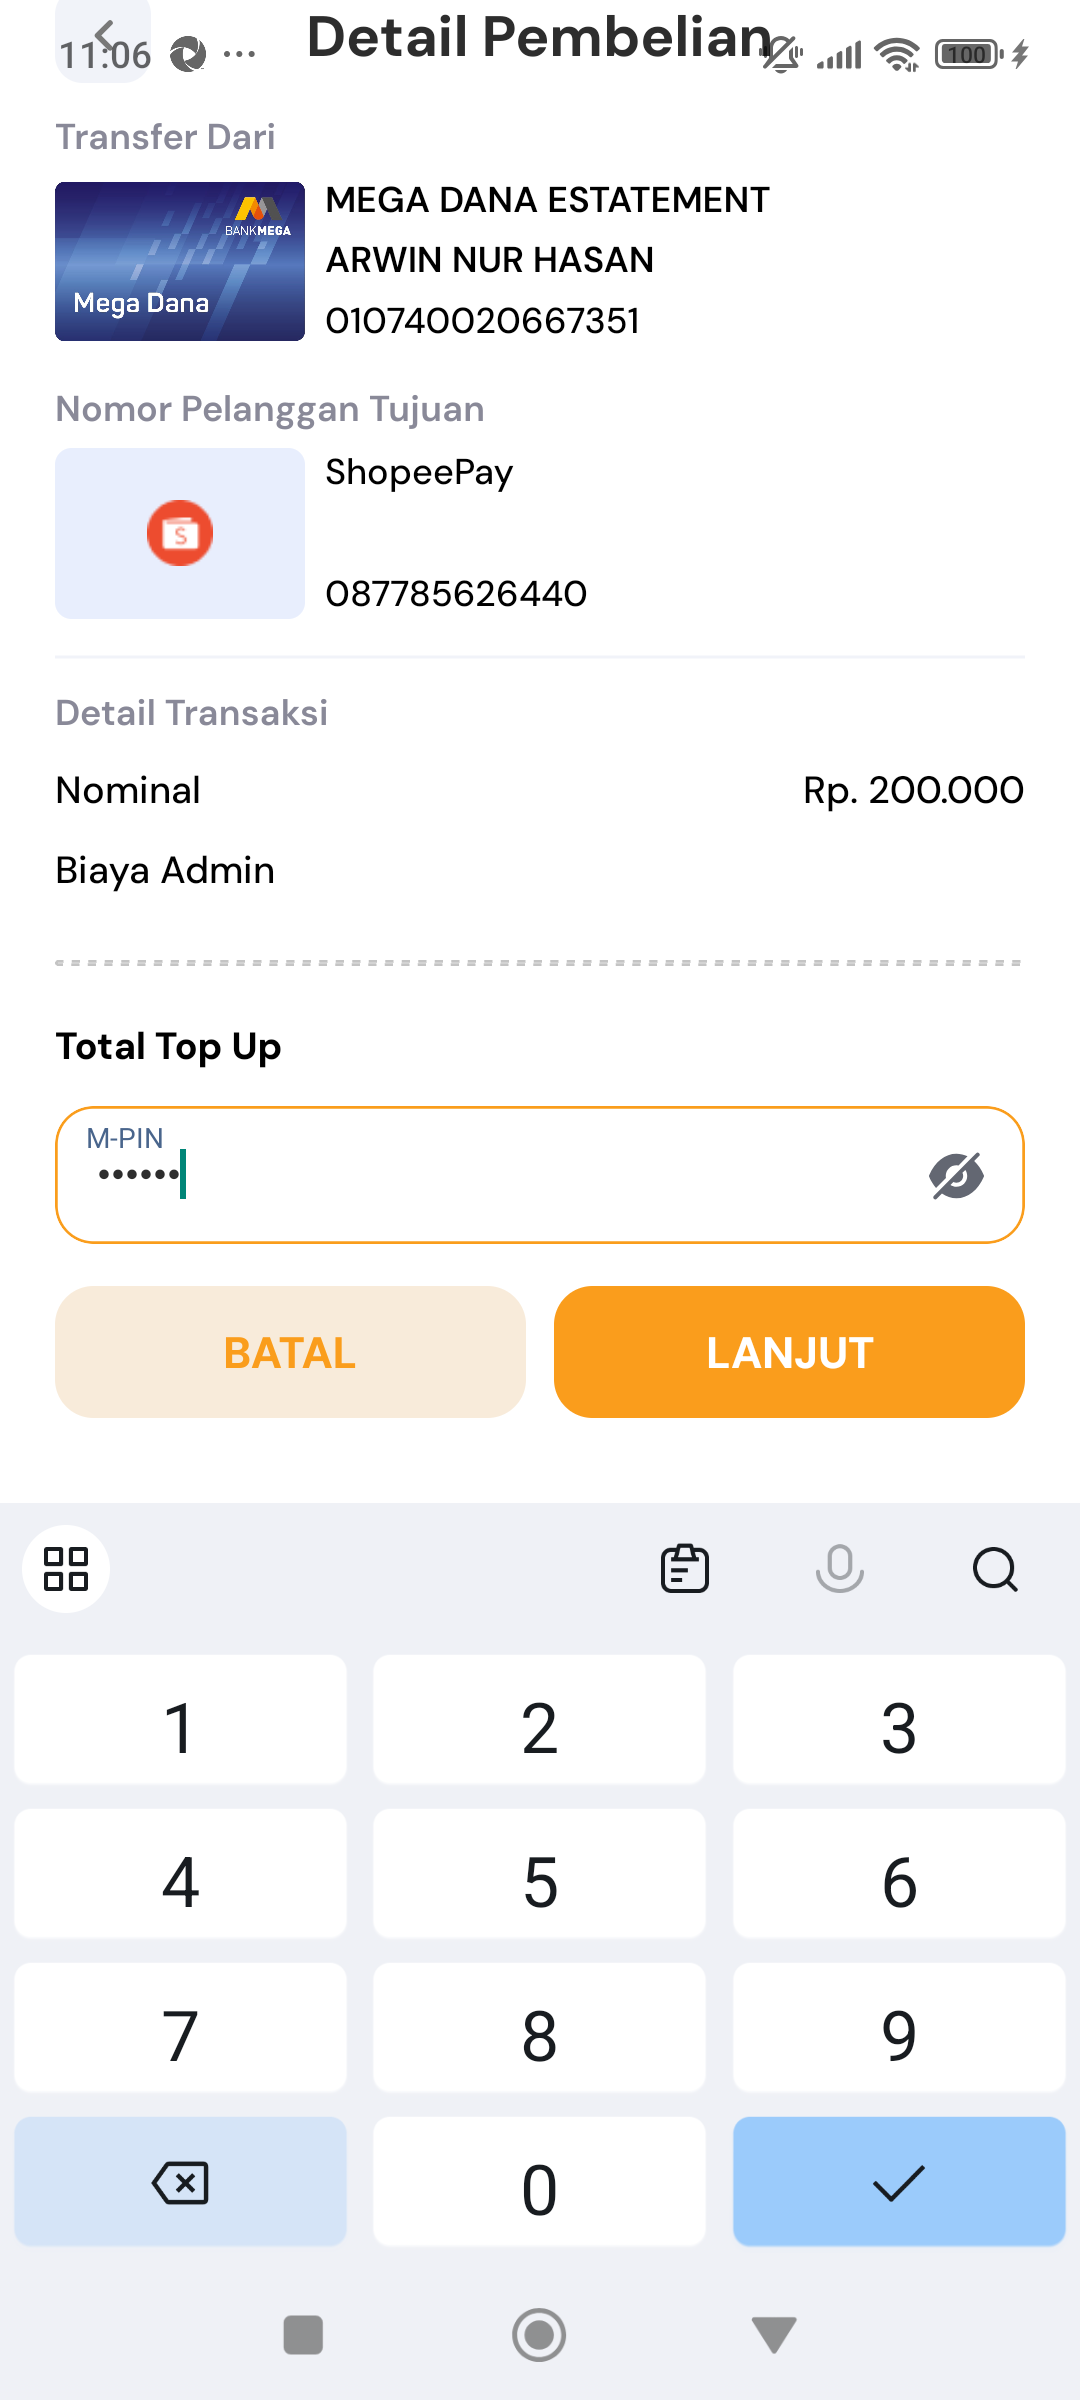 Detail Pembelian
11:06
100
Transfer Dari
BANKMEGA
Mega Dana
MEGA DANA ESTATEMENT
ARWIN NUR HASAN
010740020667351
Nomor Pelanggan Tujuan
S
ShopeePay
087785626440
Detail Transaksi
Nominal Rp. 200.000
Biaya Admin
Total Top Up
M-PIN
••••••
BATAL LANJUT
1 2 3
4 5 6
7 8 9
0